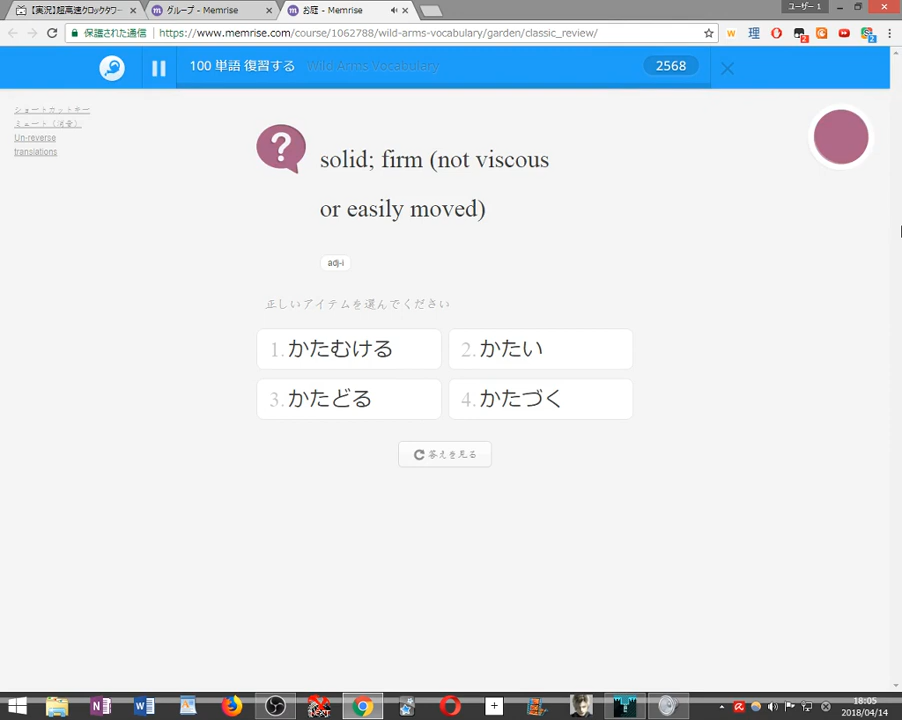 【実況】超高速クロックタワー
グループ - Memrise
お庭 - Memrise
ユーザー 1
保護された通信
https://www.memrise.com/course/1062788/wild-arms-vocabulary/garden/classic_review/
100 単語 復習する
Wild Arms Vocabulary
2568
ショートカットキー
ミュート (消音)
Un-reverse
translations
?
solid; firm (not viscous
or easily moved)
adj-i
正しいアイテムを選んでください
1. かたむける
2. かたい
3. かたどる
4. かたづく
答えを見る
18:05
2018/04/14